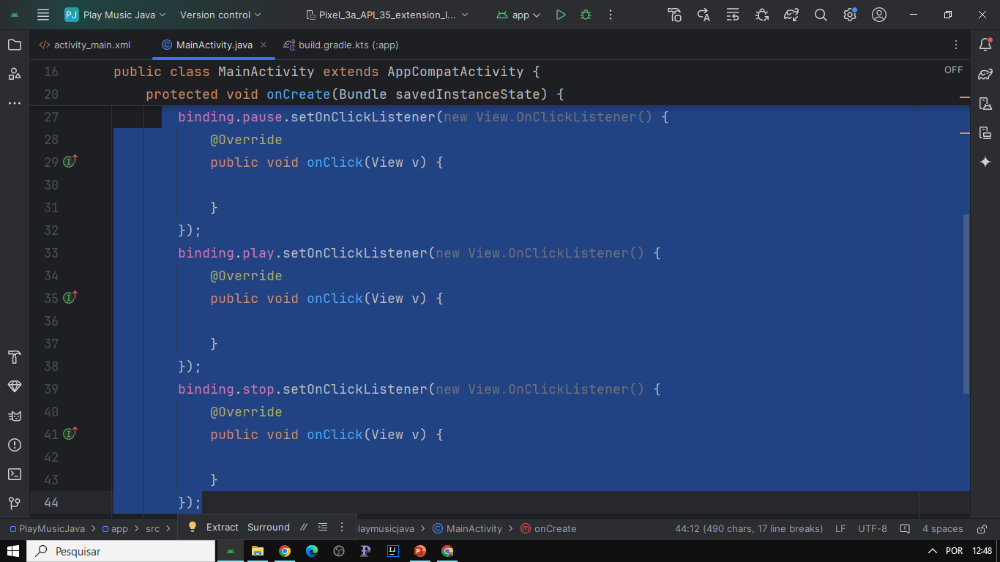 PJ Play Music Java Version control Pixel_3a_API_35_extension_l... app
activity_main.xml MainActivity.java build.gradle.kts (:app)
16 public class MainActivity extends AppCompatActivity { OFF
20 protected void onCreate(Bundle savedInstanceState) {
27 binding.pause.setOnClickListener(new View.OnClickListener() {
28 @Override
29 public void onClick(View v) {
30
31 }
32 });
33 binding.play.setOnClickListener(new View.OnClickListener() {
34 @Override
35 public void onClick(View v) {
36
37 }
38 });
39 binding.stop.setOnClickListener(new View.OnClickListener() {
40 @Override
41 public void onClick(View v) {
42
43 }
44 });
PlayMusicJava > app > src > Extract Surround // laymusicjava > MainActivity > onCreate 44:12 (490 chars, 17 line breaks) LF UTF-8 4 spaces
Pesquisar POR 12:48